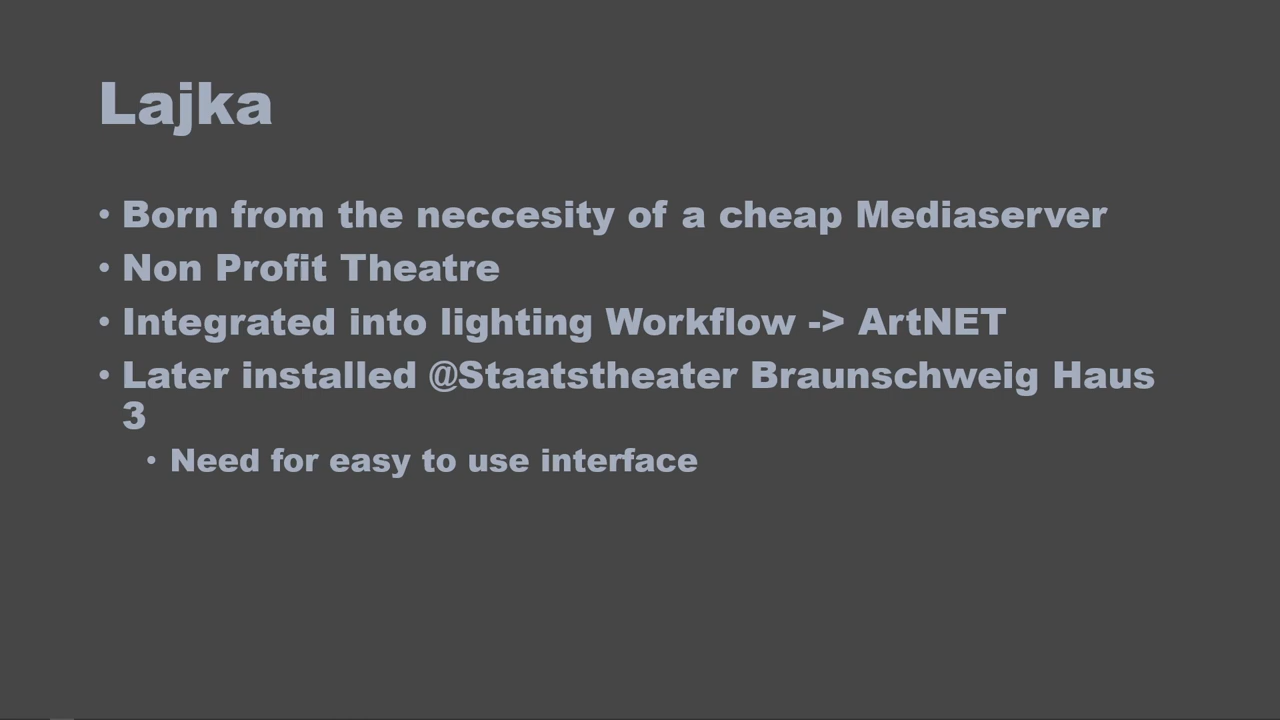 Lajka
• Born from the neccesity of a cheap Mediaserver
• Non Profit Theatre
• Integrated into lighting Workflow -> ArtNET
• Later installed @Staatstheater Braunschweig Haus
3
• Need for easy to use interface